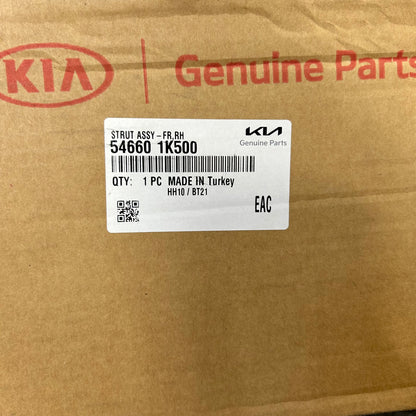 KIA | Genuine Parts
STRUT ASSY-FR,RH
54660 1K500
KIA
Genuine Parts
QTY: 1 PC MADE IN Turkey
HH10 / BT21
EAC